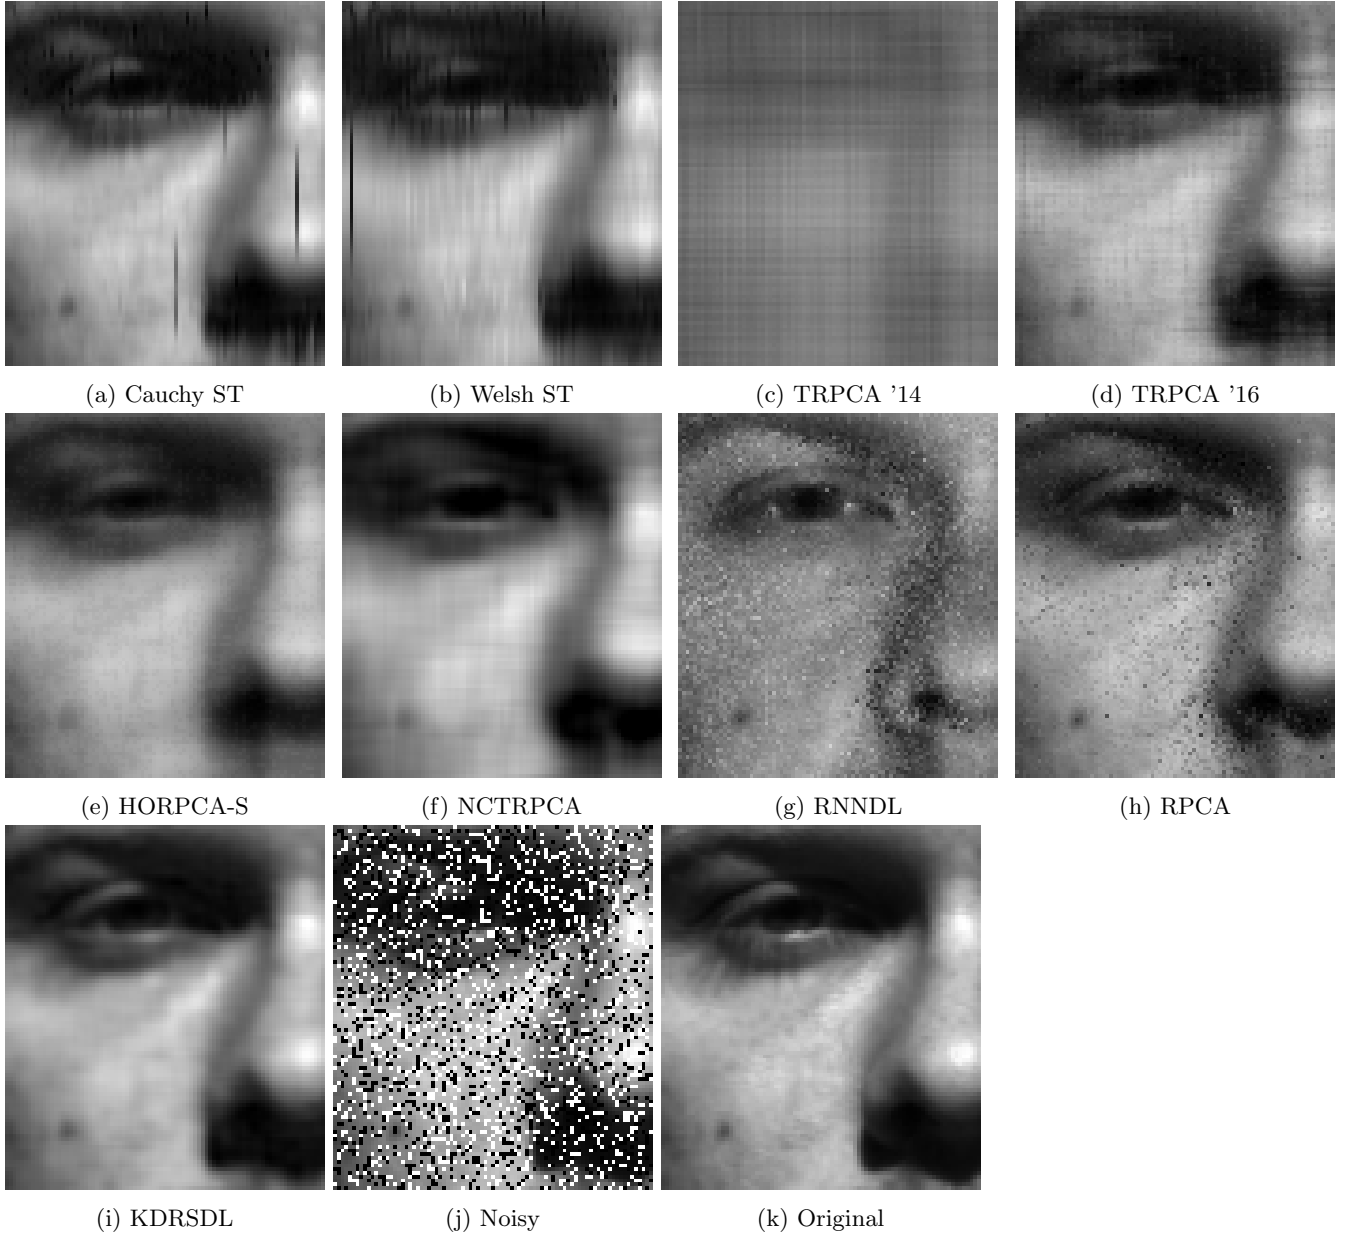 (a) Cauchy ST
(b) Welsh ST
(c) TRPCA ’14
(d) TRPCA ’16
(e) HORPCA-S
(f) NCTRPCA
(g) RNNDL
(h) RPCA
(i) KDRSDL
(j) Noisy
(k) Original